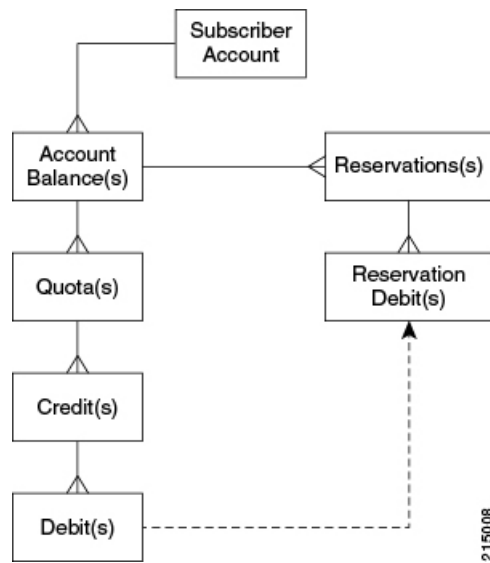 Subscriber
Account
Account
Balance(s)
Reservations(s)
Quota(s)
Reservation
Debit(s)
Credit(s)
Debit(s)
215008